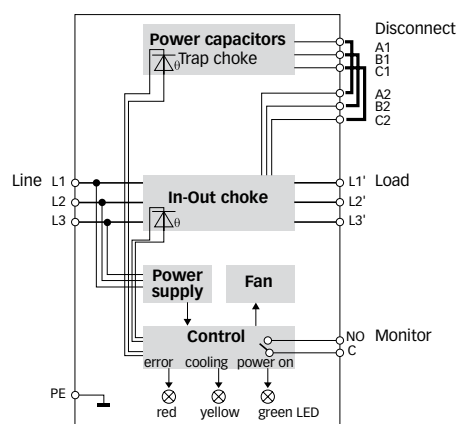 Disconnect
Power capacitors
Trap choke
θ
A1
B1
C1
A2
B2
C2
Line L1 L1' Load
L2 In-Out choke L2'
L3 θ L3'
Power supply
Fan
Control
NO Monitor
C
error cooling power on
PE
red yellow green LED